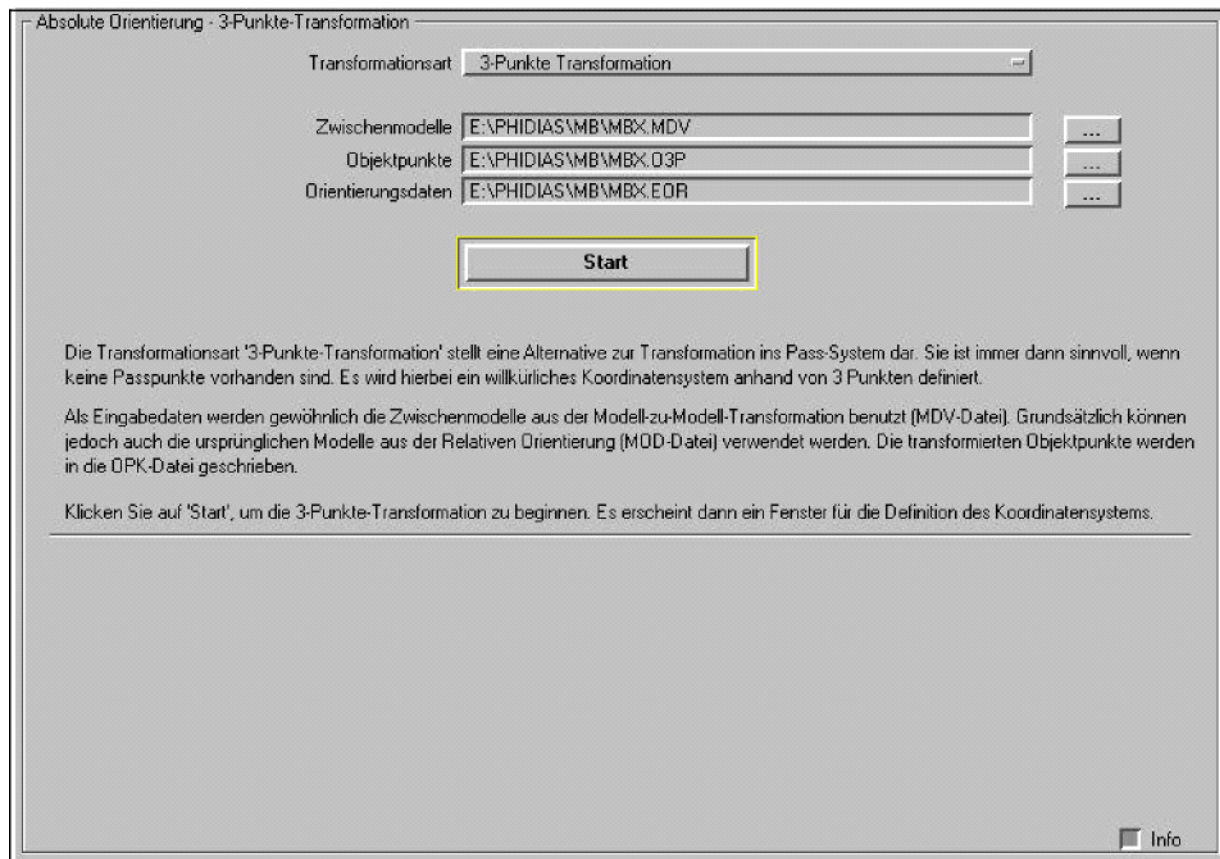 Absolute Orientierung - 3-Punkte-Transformation
Transformationsart 3-Punkte Transformation
Zwischenmodelle E:\PHIDIAS\MB\MBX.MDV ...
Objektpunkte E:\PHIDIAS\MB\MBX.O3P ...
Orientierungsdaten E:\PHIDIAS\MB\MBX.EOR ...
Start
Die Transformationsart '3-Punkte-Transformation' stellt eine Alternative zur Transformation ins Pass-System dar. Sie ist immer dann sinnvoll, wenn
keine Passpunkte vorhanden sind. Es wird hierbei ein willkürliches Koordinatensystem anhand von 3 Punkten definiert.
Als Eingabedaten werden gewöhnlich die Zwischenmodelle aus der Modell-zu-Modell-Transformation benutzt (MDV-Datei). Grundsätzlich können
jedoch auch die ursprünglichen Modelle aus der Relativen Orientierung (MOD-Datei) verwendet werden. Die transformierten Objektpunkte werden
in die OPK-Datei geschrieben.
Klicken Sie auf 'Start', um die 3-Punkte-Transformation zu beginnen. Es erscheint dann ein Fenster für die Definition des Koordinatensystems.
Info